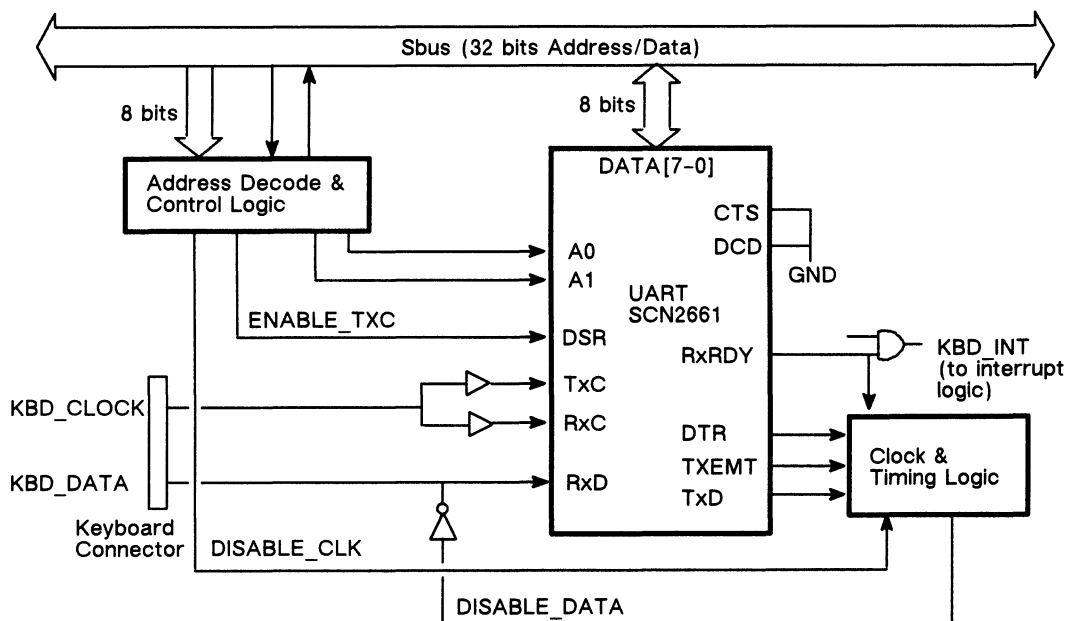 Sbus (32 bits Address/Data)
8 bits
8 bits
Address Decode &
Control Logic
DATA[7-0]
CTS
DCD
GND
A0
A1
UART
SCN2661
ENABLE_TXC
DSR
RxRDY
KBD_INT
(to interrupt
logic)
TxC
KBD_CLOCK
RxC
DTR
Clock &
Timing Logic
TXEMT
KBD_DATA
RxD
TxD
Keyboard
Connector
DISABLE_CLK
DISABLE_DATA